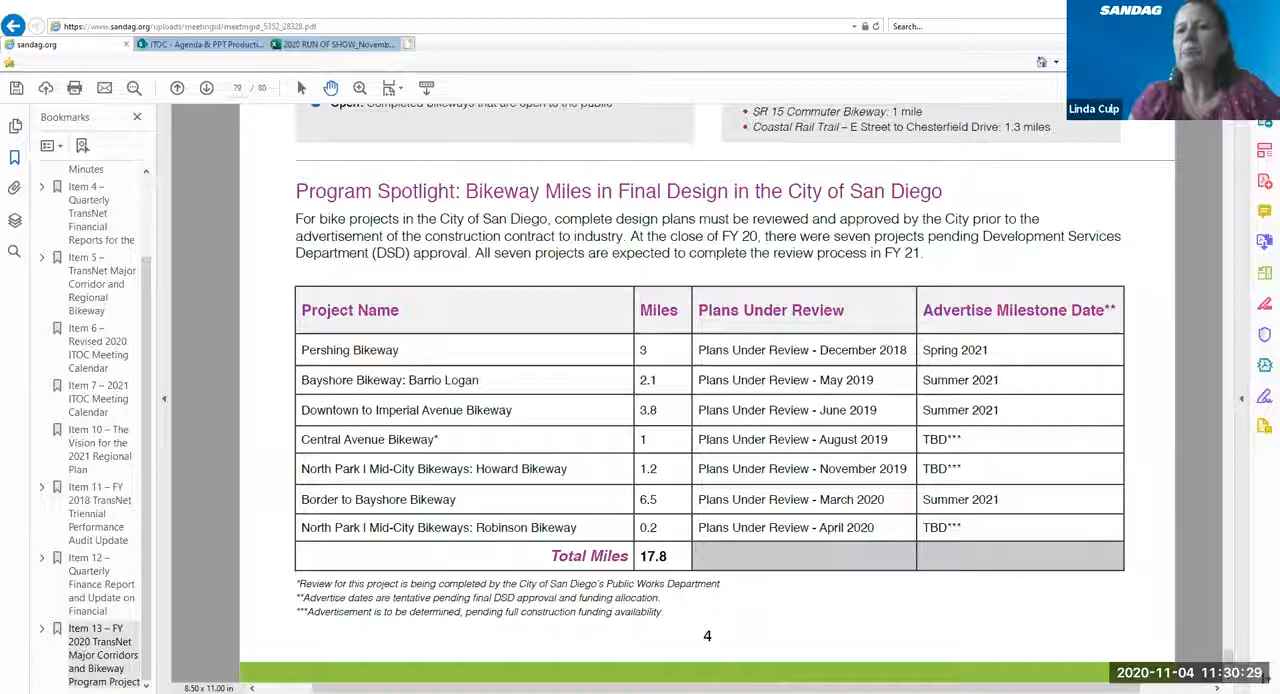 https://www.sandag.org/uploads/meetingid/meetingid_5352_28328.pdf
Search...
sandag.org
ITOC - Agenda & PPT Producti...
2020 RUN OF SHOW_Novemb...
79 / 80
SANDAG
Linda Culp
Bookmarks
Minutes
Item 4 –
Quarterly
TransNet
Financial
Reports for the
Item 5 –
TransNet Major
Corridor and
Regional
Bikeway
Item 6 –
Revised 2020
ITOC Meeting
Calendar
Item 7 – 2021
ITOC Meeting
Calendar
Item 10 – The
Vision for the
2021 Regional
Plan
Item 11 – FY
2018 TransNet
Triennial
Performance
Audit Update
Item 12 –
Quarterly
Finance Report
and Update on
Financial
Item 13 – FY
2020 TransNet
Major Corridors
and Bikeway
Program Project
Open: Completed bikeways that are open to the public
• SR 15 Commuter Bikeway: 1 mile
• Coastal Rail Trail – E Street to Chesterfield Drive: 1.3 miles
Program Spotlight: Bikeway Miles in Final Design in the City of San Diego
For bike projects in the City of San Diego, complete design plans must be reviewed and approved by the City prior to the
advertisement of the construction contract to industry. At the close of FY 20, there were seven projects pending Development Services
Department (DSD) approval. All seven projects are expected to complete the review process in FY 21.
Project Name Miles Plans Under Review Advertise Milestone Date**
Pershing Bikeway 3 Plans Under Review - December 2018 Spring 2021
Bayshore Bikeway: Barrio Logan 2.1 Plans Under Review - May 2019 Summer 2021
Downtown to Imperial Avenue Bikeway 3.8 Plans Under Review - June 2019 Summer 2021
Central Avenue Bikeway* 1 Plans Under Review - August 2019 TBD***
North Park | Mid-City Bikeways: Howard Bikeway 1.2 Plans Under Review - November 2019 TBD***
Border to Bayshore Bikeway 6.5 Plans Under Review - March 2020 Summer 2021
North Park | Mid-City Bikeways: Robinson Bikeway 0.2 Plans Under Review - April 2020 TBD***
Total Miles 17.8
*Review for this project is being completed by the City of San Diego's Public Works Department
**Advertise dates are tentative pending final DSD approval and funding allocation.
***Advertisement is to be determined, pending full construction funding availability.
4
8.50 x 11.00 in
2020-11-04 11:30:29